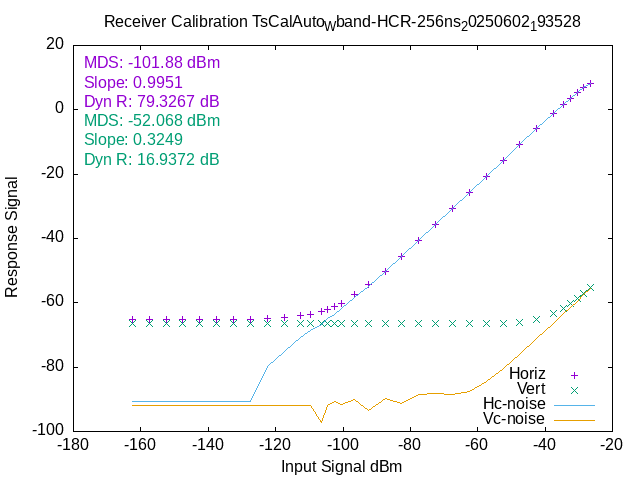 Receiver Calibration TsCalAutoWband-HCR-256ns20250602193528
MDS: -101.88 dBm
Slope: 0.9951
Dyn R: 79.3267 dB
MDS: -52.068 dBm
Slope: 0.3249
Dyn R: 16.9372 dB
20
0
-20
-40
-60
-80
-100
Response Signal
Horiz
Vert
Hc-noise
Vc-noise
-180 -160 -140 -120 -100 -80 -60 -40 -20
Input Signal dBm